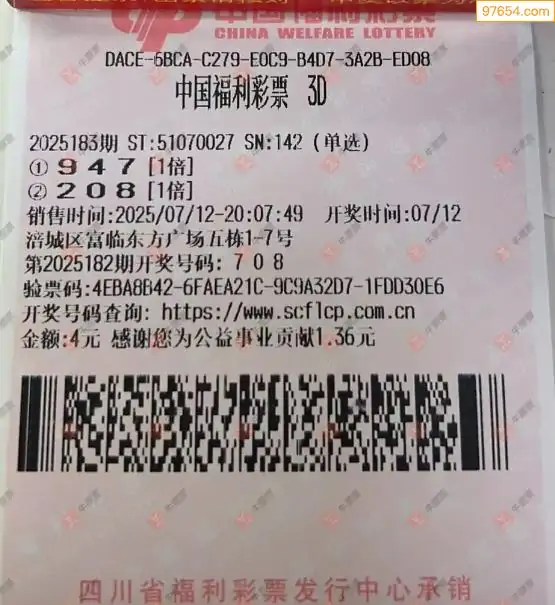 97654.com
中国福利彩票
CHINA WELFARE LOTTERY
DACE-6BCA-C279-E0C9-B4D7-3A2B-ED08
中国福利彩票 3D
2025183期 ST:51070027 SN:142 (单选)
① 9 4 7 [1倍]
② 2 0 8 [1倍]
销售时间:2025/07/12-20:07:49 开奖时间:07/12
涪城区富临东方广场五栋1-7号
第2025182期开奖号码: 7 0 8
验票码:4EBA8B42-6FAEA21C-9C9A32D7-1FDD30E6
开奖号码查询: https://www.scflcp.com.cn
金额:4元 感谢您为公益事业贡献1.36元
四川省福利彩票发行中心承销